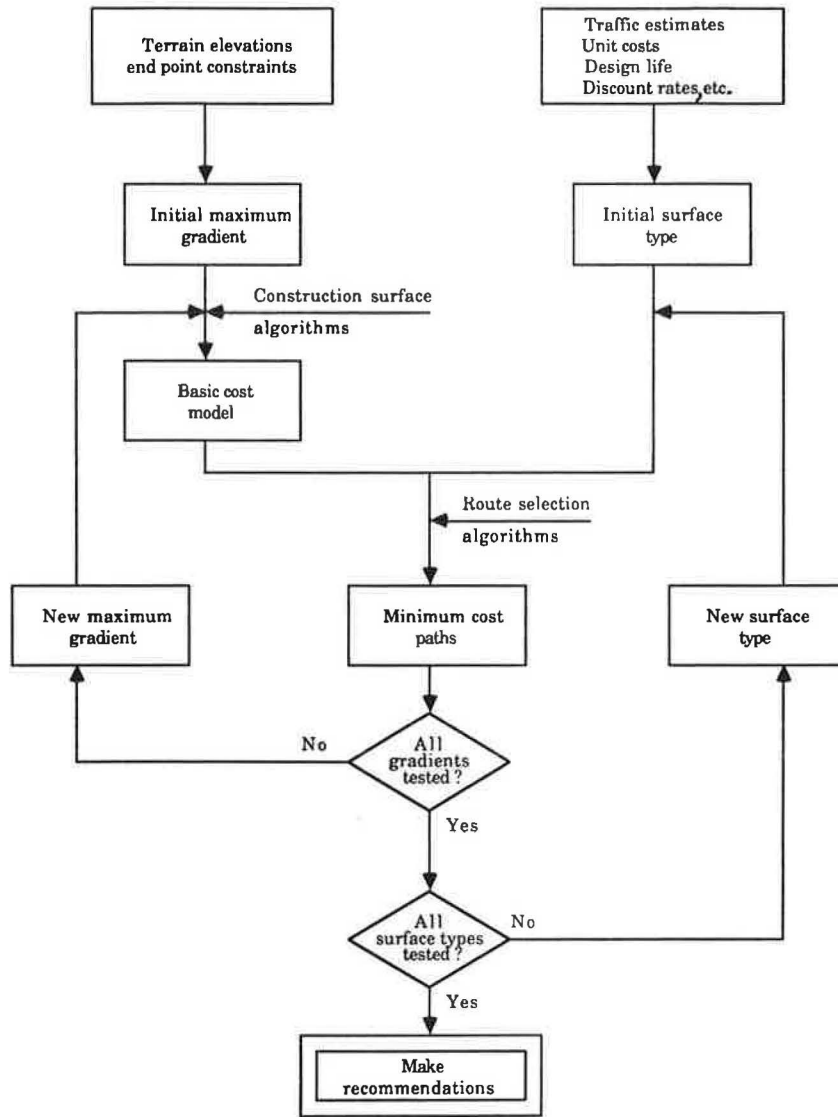 Terrain elevations
end point constraints
Traffic estimates
Unit costs
Design life
Discount rates, etc.
Initial maximum
gradient
Initial surface
type
Construction surface
algorithms
Basic cost
model
Route selection
algorithms
New maximum
gradient
Minimum cost
paths
New surface
type
No
All
gradients
tested ?
Yes
All
surface types
tested ?
No
Yes
Make
recommendations